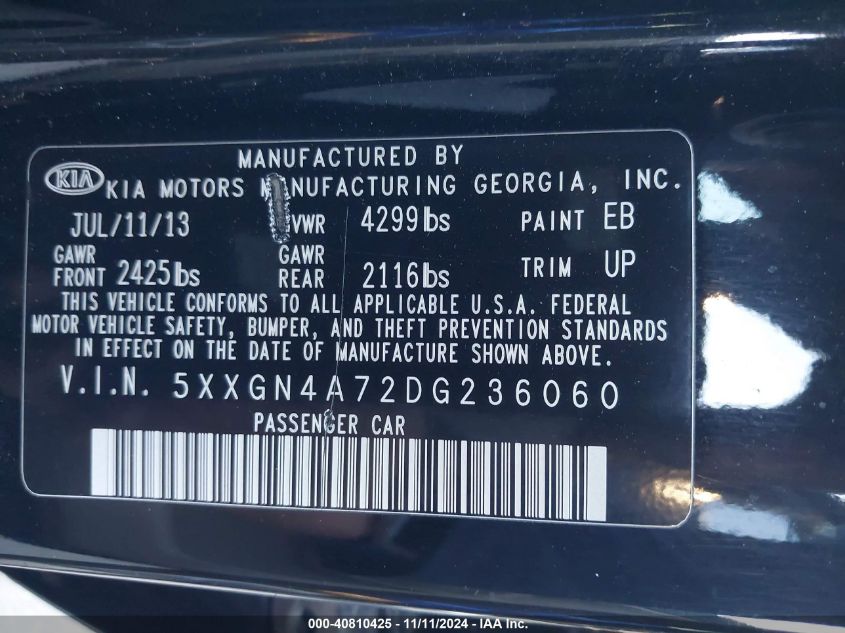 MANUFACTURED BY
KIA KIA MOTORS MANUFACTURING GEORGIA, INC.
JUL/11/13 VWR 4299lbs PAINT EB
GAWR FRONT 2425lbs GAWR REAR 2116lbs TRIM UP
THIS VEHICLE CONFORMS TO ALL APPLICABLE U.S.A. FEDERAL
MOTOR VEHICLE SAFETY, BUMPER, AND THEFT PREVENTION STANDARDS
IN EFFECT ON THE DATE OF MANUFACTURE SHOWN ABOVE.
V.I.N. 5XXGN4A72DG236060
PASSENGER CAR
000-40810425 - 11/11/2024 - IAA Inc.